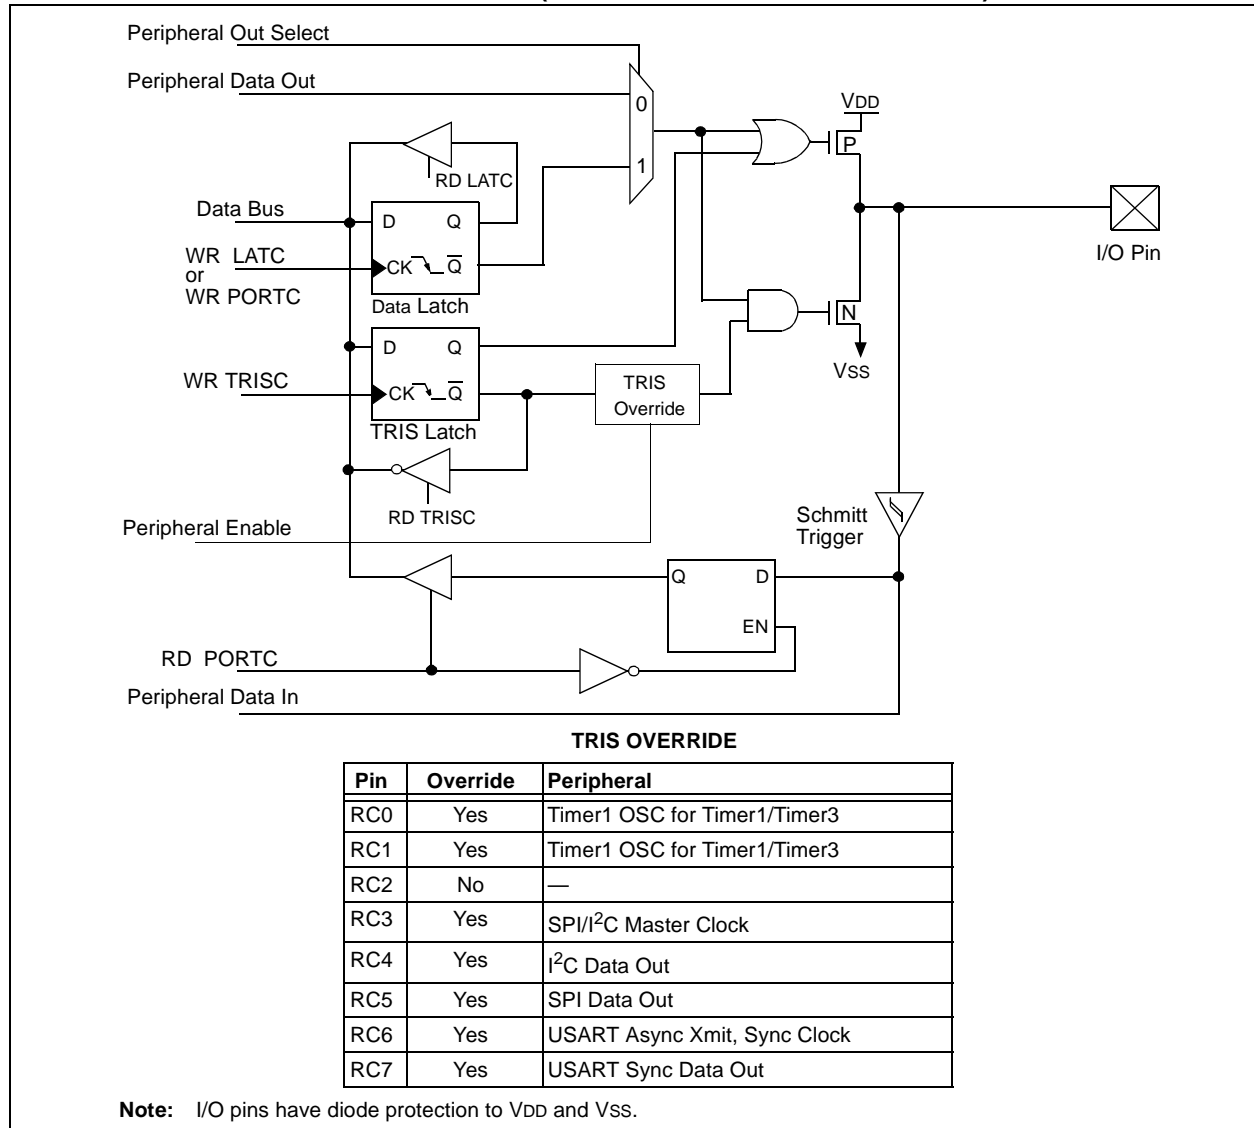 Peripheral Out Select
Peripheral Data Out
0
1
VDD
P
RD LATC
Data Bus
D Q
WR LATC
or
WR PORTC
CK Q
Data Latch
I/O Pin
N
VSS
D Q
WR TRISC
CK Q
TRIS Latch
TRIS
Override
RD TRISC
Peripheral Enable
Schmitt
Trigger
Q D
EN
RD PORTC
Peripheral Data In
TRIS OVERRIDE
Pin Override Peripheral
RC0 Yes Timer1 OSC for Timer1/Timer3
RC1 Yes Timer1 OSC for Timer1/Timer3
RC2 No —
RC3 Yes SPI/I2C Master Clock
RC4 Yes I2C Data Out
RC5 Yes SPI Data Out
RC6 Yes USART Async Xmit, Sync Clock
RC7 Yes USART Sync Data Out
Note: I/O pins have diode protection to VDD and VSS.